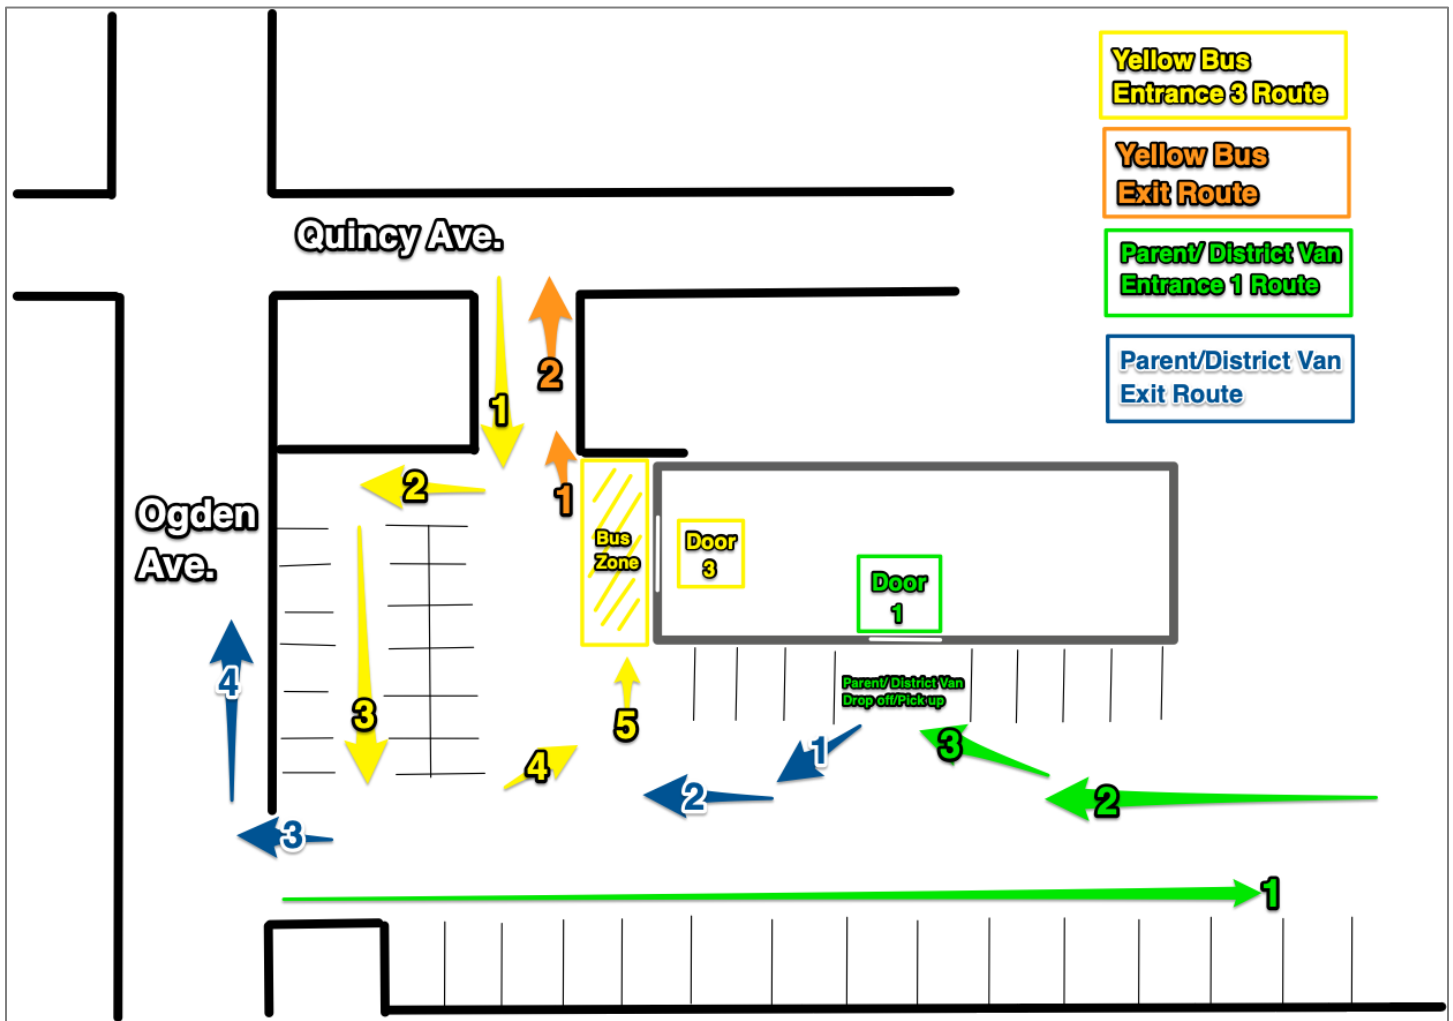 Yellow Bus
Entrance 3 Route
Yellow Bus
Exit Route
Parent/ District Van
Entrance 1 Route
Parent/District Van
Exit Route
Quincy Ave.
2
1
2
1
Ogden
Ave.
Bus
Zone
Door
3
Door
1
4
3
Parent/ District Van
Drop off/Pick up
5
4
1
3
2
2
3
1